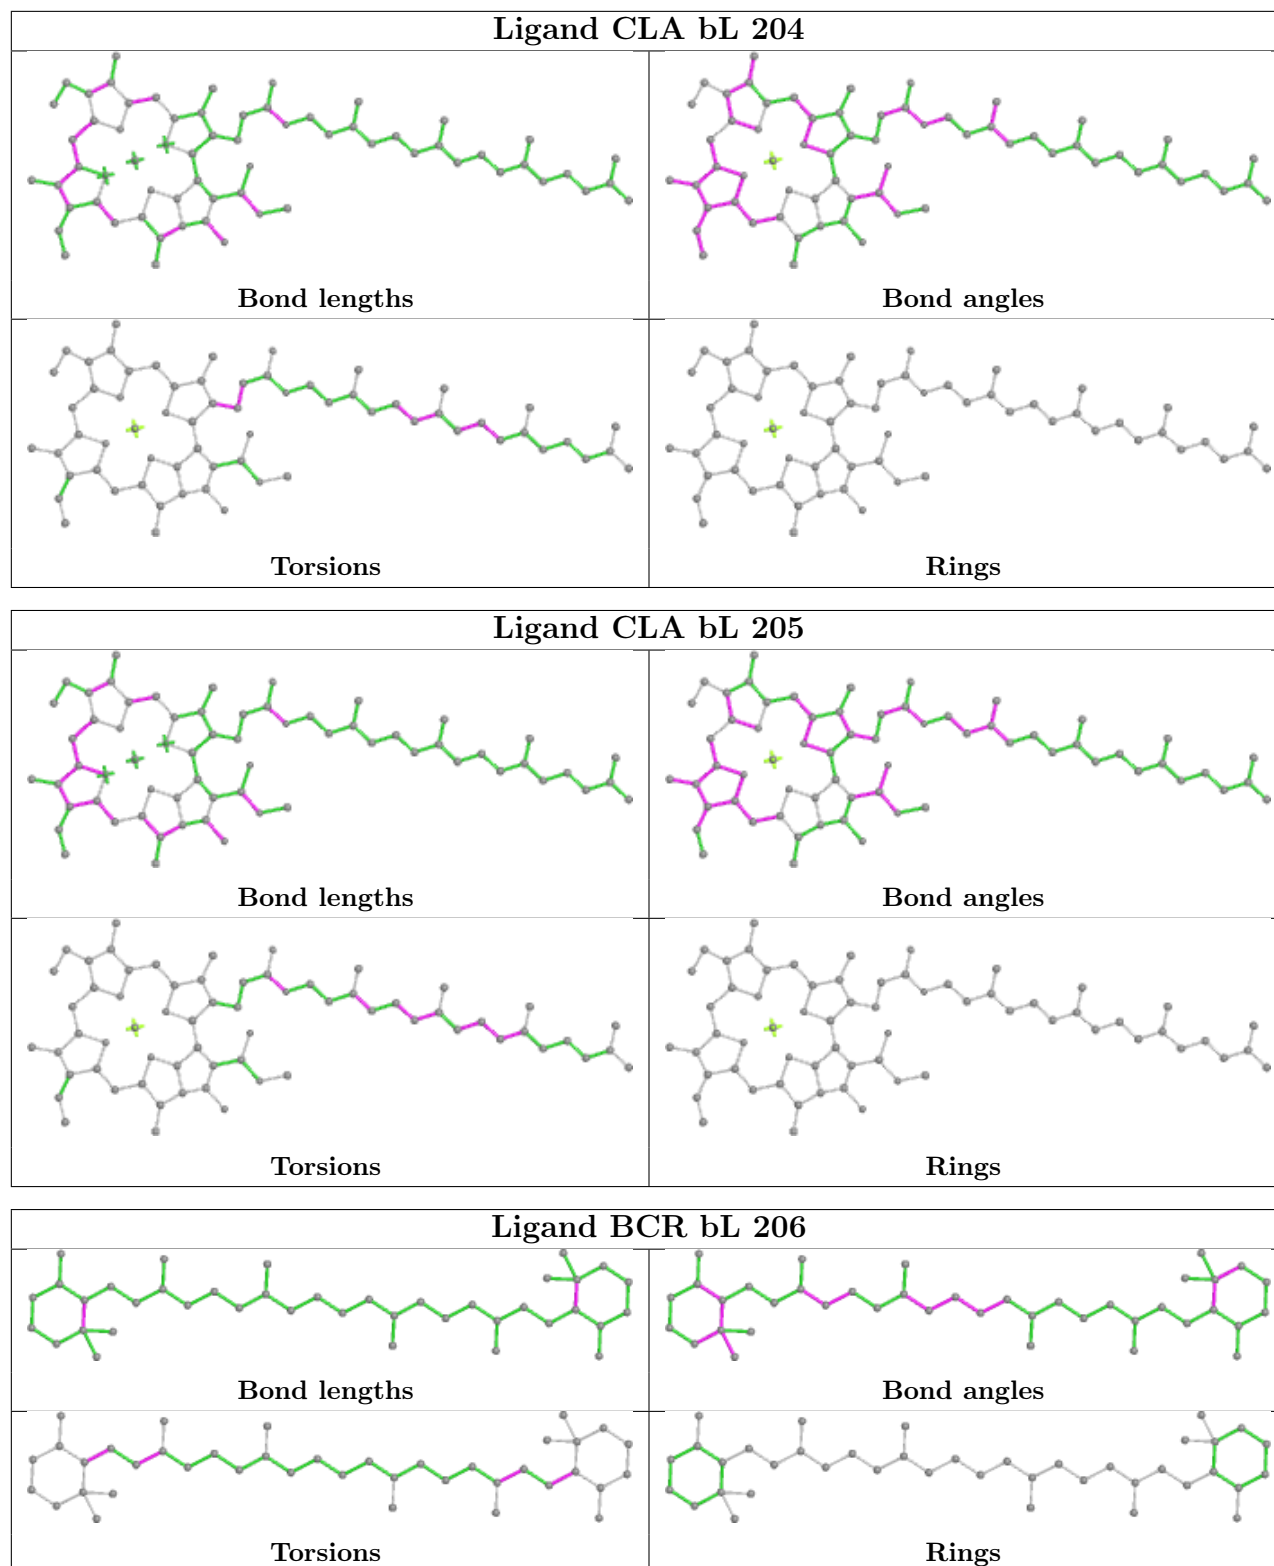 Ligand CLA bL 204
Bond lengths
Bond angles
Torsions
Rings
Ligand CLA bL 205
Bond lengths
Bond angles
Torsions
Rings
Ligand BCR bL 206
Bond lengths
Bond angles
Torsions
Rings